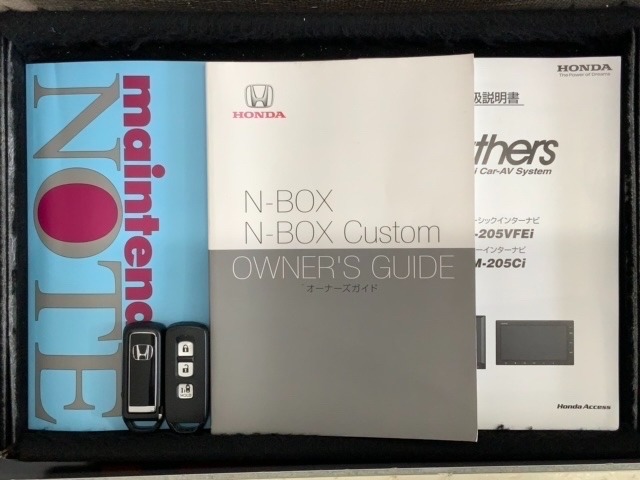 maintena
NOTE
HONDA
N-BOX
N-BOX Custom
OWNER'S GUIDE
オーナーズガイド
HONDA
The Power of Dreams
扱説明書
thers
Car-AV System
ーシックインターナビ
-205VFEi
ーインターナビ
M-205Ci
Honda Access
HOLD